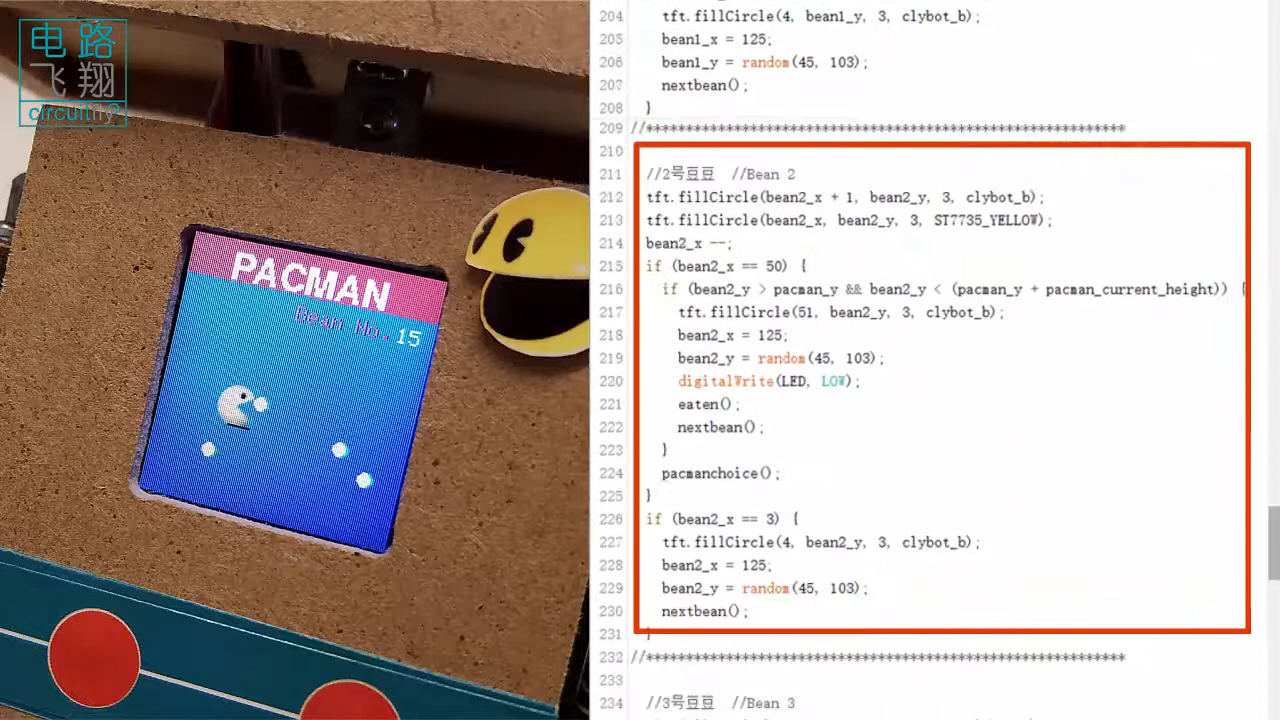 电路
飞翔
circuitfly?
PACMAN
Bean No. 15
204 tft.fillCircle(4, bean1_y, 3, clybot_b);
205 bean1_x = 125;
206 bean1_y = random(45, 103);
207 nextbean();
208 }
209 //************************************************************
210
211 //2号豆豆 //Bean 2
212 tft.fillCircle(bean2_x + 1, bean2_y, 3, clybot_b);
213 tft.fillCircle(bean2_x, bean2_y, 3, ST7735_YELLOW);
214 bean2_x --;
215 if (bean2_x == 50) {
216 if (bean2_y > pacman_y && bean2_y < (pacman_y + pacman_current_height)) {
217 tft.fillCircle(51, bean2_y, 3, clybot_b);
218 bean2_x = 125;
219 bean2_y = random(45, 103);
220 digitalWrite(LED, LOW);
221 eaten();
222 nextbean();
223 }
224 pacmanchoice();
225 }
226 if (bean2_x == 3) {
227 tft.fillCircle(4, bean2_y, 3, clybot_b);
228 bean2_x = 125;
229 bean2_y = random(45, 103);
230 nextbean();
231 }
232 //************************************************************
233
234 //3号豆豆 //Bean 3